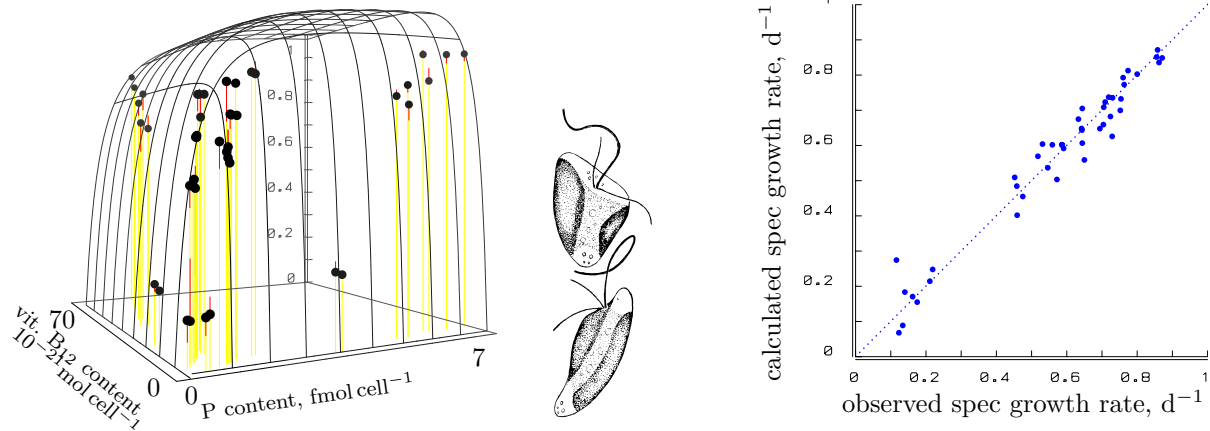 1
0.8
0.6
0.4
0.2
0
70
0
vit. B₁₂ content
10⁻²¹ mol cell⁻¹
0
7
P content, fmol cell⁻¹
calculated spec growth rate, d⁻¹
0.8
0.6
0.4
0.2
0
0 0.2 0.4 0.6 0.8 1
observed spec growth rate, d⁻¹